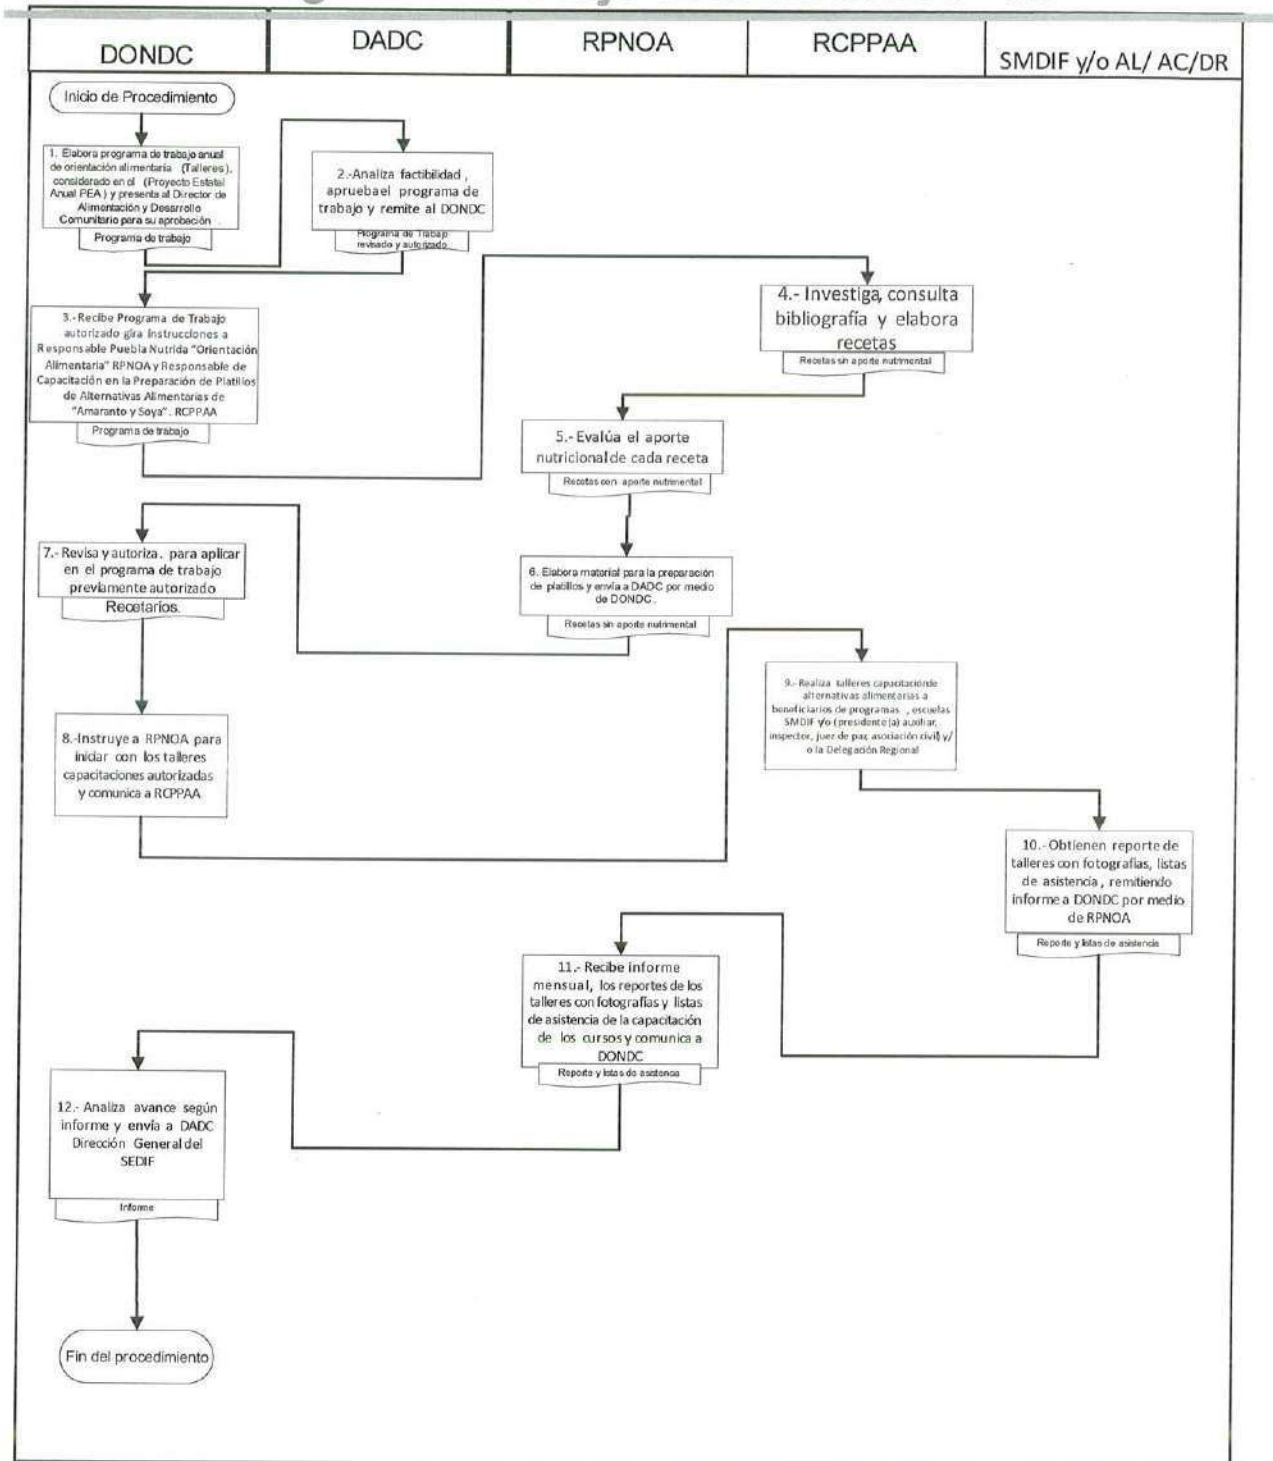 DONDC
DADC
RPNOA
RCPPAA
SMDIF y/o AL/ AC/DR
Inicio de Procedimiento
1. Elabora programa de trabajo anual
de orientación alimentaria (Talleres),
considerado en el (Proyecto Estatal
Anual PEA) y presenta al Director de
Alimentación y Desarrollo
Comunitario para su aprobación .
Programa de trabajo
2.-Analiza factibilidad ,
apruebael programa de
trabajo y remite al DONDC
Programa de Trabajo
revisado y autorizado
3.-Recibe Programa de Trabajo
autorizado gira instrucciones a
Responsable Puebla Nutrida "Orientación
Alimentaria" RPNOA y Responsable de
Capacitación en la Preparación de Platillos
de Alternativas Alimentarias de
"Amaranto y Soya". RCPPAA
Programa de trabajo
4.- Investiga, consulta
bibliografía y elabora
recetas
Recetas sin aporte nutrimental
5.- Evalúa el aporte
nutricional de cada receta
Recetas con aporte nutrimental
6. Elabora material para la preparación
de platillos y envía a DADC por medio
de DONDC .
Recetas sin aporte nutrimental
7.- Revisa y autoriza. para aplicar
en el programa de trabajo
previamente autorizado
Recetarios.
8.-Instruye a RPNOA para
iniciar con los talleres
capacitaciones autorizadas
y comunica a RCPPAA
9.- Realiza talleres capacitaciónde
alternativas alimentarias a
beneficiarios de programas , escuelas
SMDIF y/o (presidente (a) auxiliar,
inspector, juez de paz, asociación civil) y/
o la Delegación Regional
10.-Obtienen reporte de
talleres con fotografías, listas
de asistencia , remitiendo
informe a DONDC por medio
de RPNOA
Reporte y listas de asistencia
11.- Recibe informe
mensual, los reportes de los
talleres con fotografías y listas
de asistencia de la capacitación
de los cursos y comunica a
DONDC
Reporte y listas de asistencia
12.- Analiza avance según
informe y envía a DADC
Dirección General del
SEDIF
Informe
Fin del procedimiento